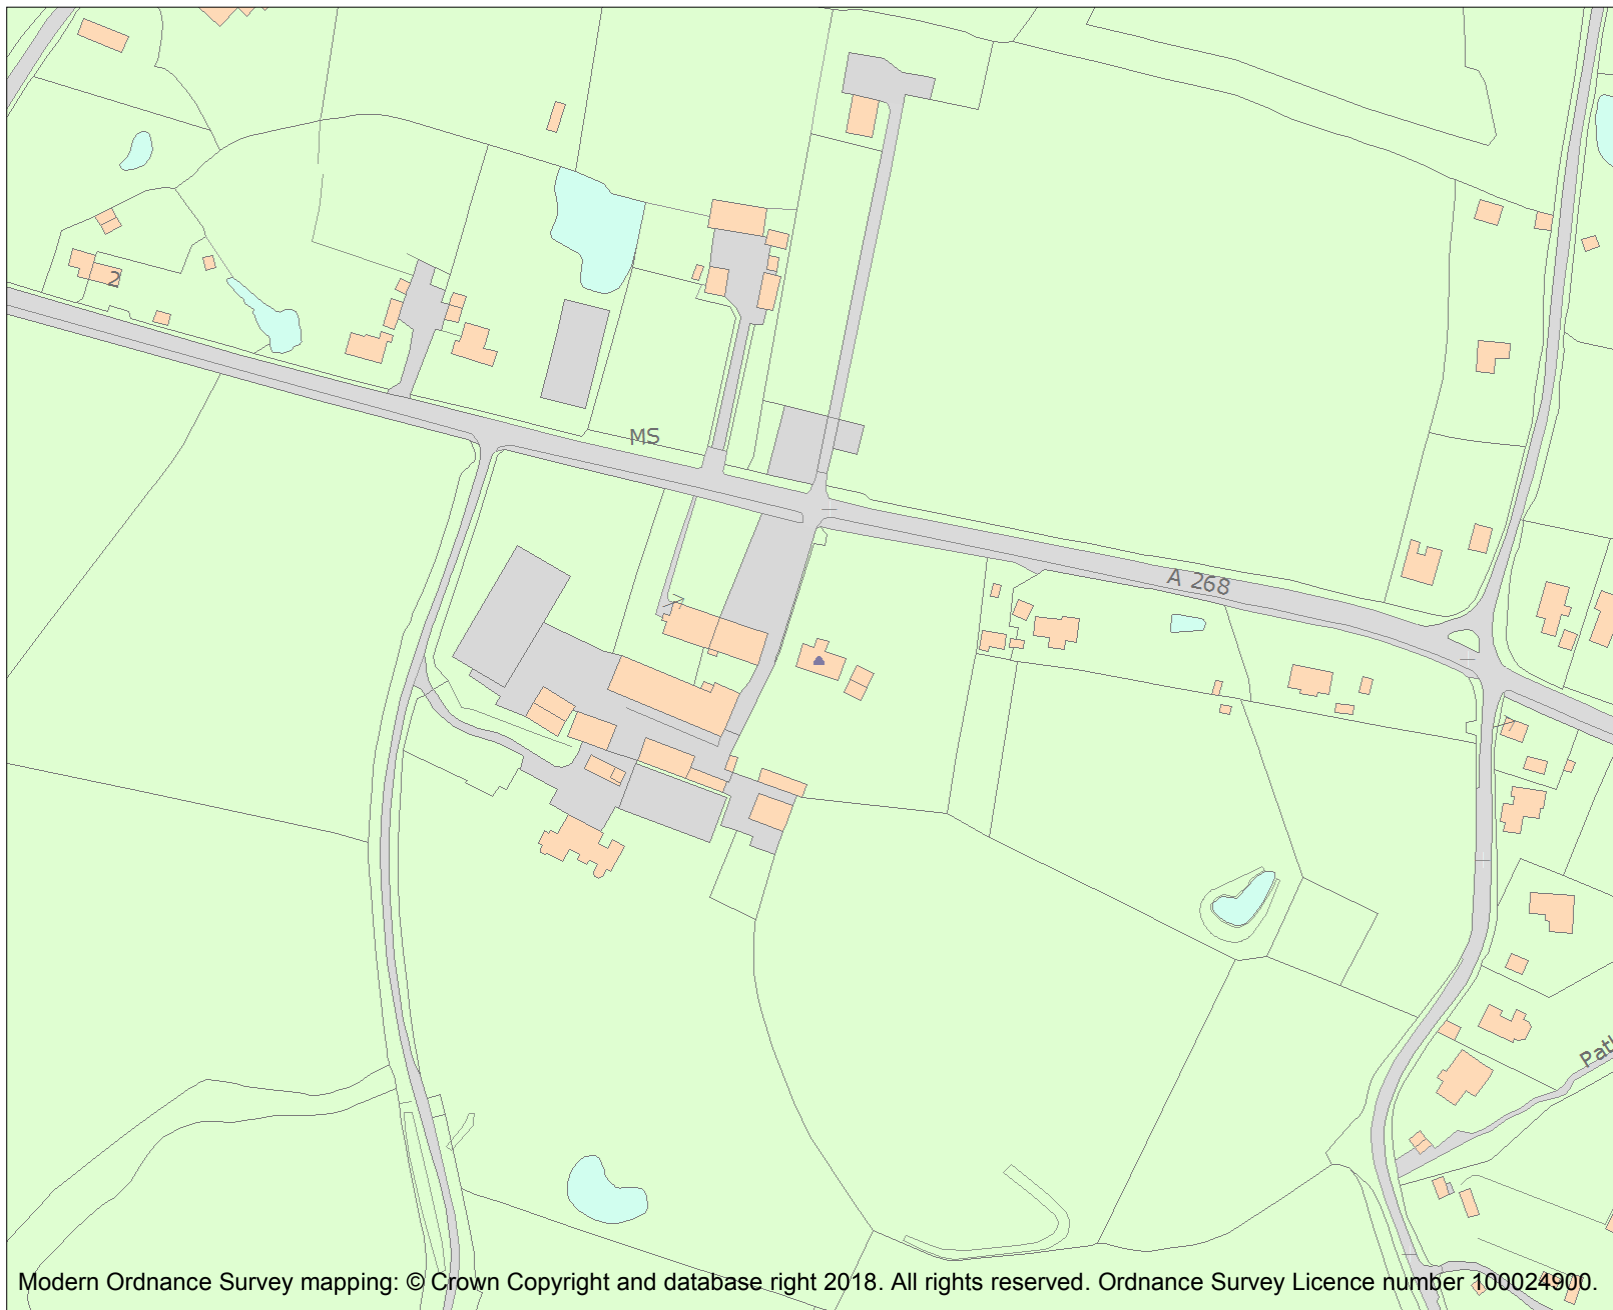 2
MS
A 268
Modern Ordnance Survey mapping: © Crown Copyright and database right 2018. All rights reserved. Ordnance Survey Licence number 100024900.